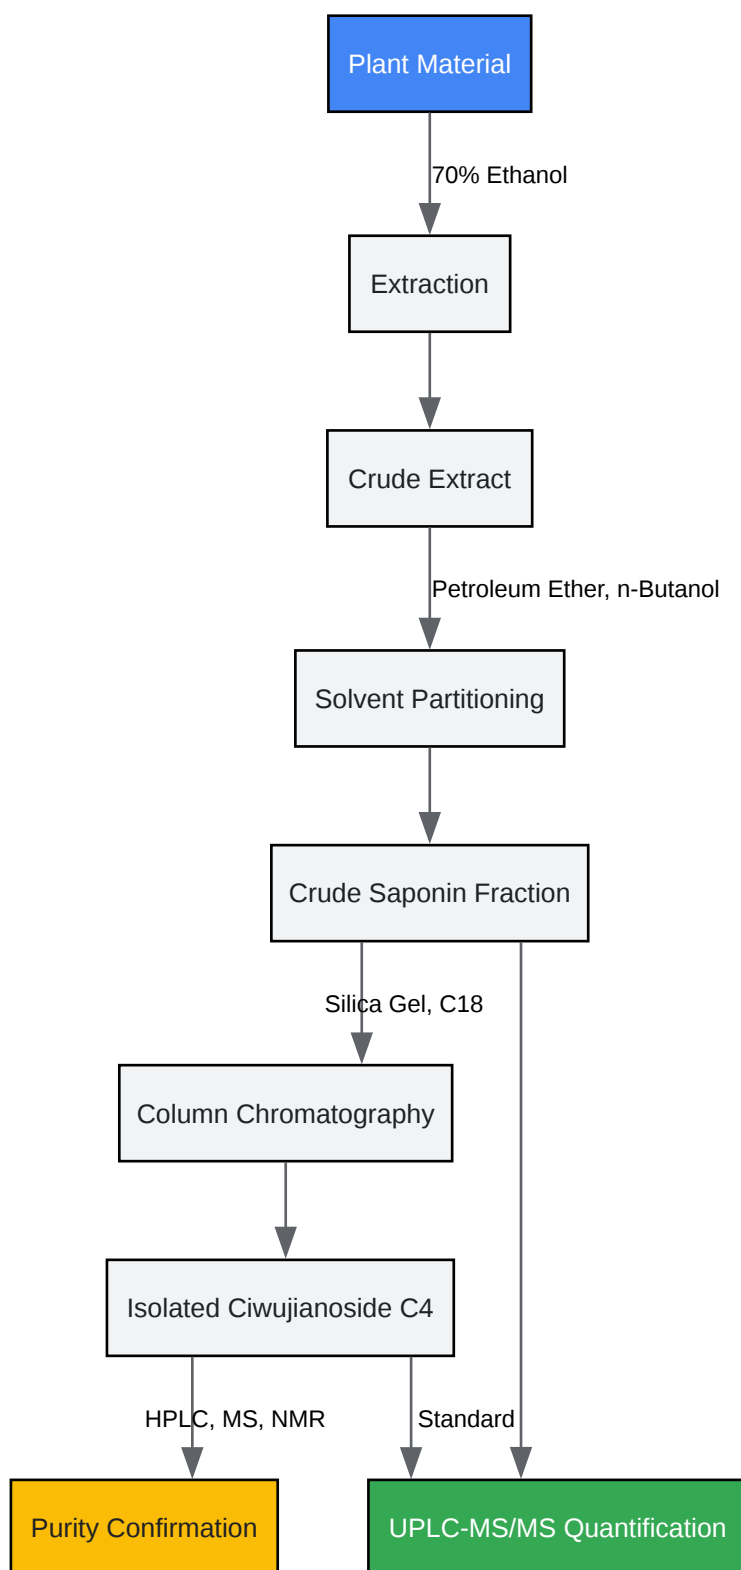 Plant Material
70% Ethanol
Extraction
Crude Extract
Petroleum Ether, n-Butanol
Solvent Partitioning
Crude Saponin Fraction
Silica Gel, C18
Column Chromatography
Isolated Ciwujianoside C4
HPLC, MS, NMR
Standard
Purity Confirmation
UPLC-MS/MS Quantification